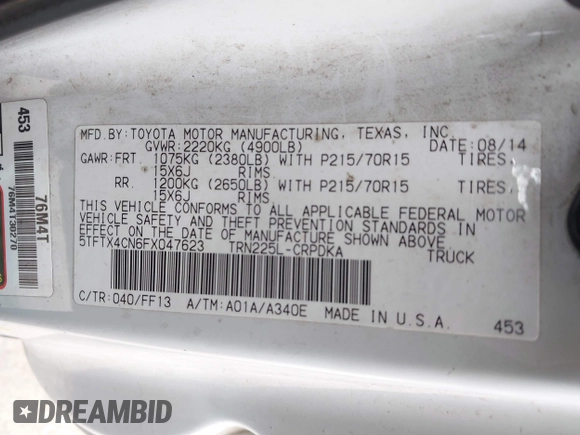 MFD.BY:TOYOTA MOTOR MANUFACTURING, TEXAS, INC.
GVWR:2220KG (4900LB) DATE:08/14
GAWR:FRT. 1075KG (2380LB) WITH P215/70R15 TIRES,
15X6J RIMS
RR. 1200KG (2650LB) WITH P215/70R15 TIRES,
15X6J RIMS
THIS VEHICLE CONFORMS TO ALL APPLICABLE FEDERAL MOTOR
VEHICLE SAFETY AND THEFT PREVENTION STANDARDS IN
EFFECT ON THE DATE OF MANUFACTURE SHOWN ABOVE.
5TFTX4CN6FX047623 TRN225L-CRPDKA TRUCK
C/TR:040/FF13 A/TM:A01A/A340E MADE IN U.S.A. 453
453
76M4T
76M4T30270
DREAMBID